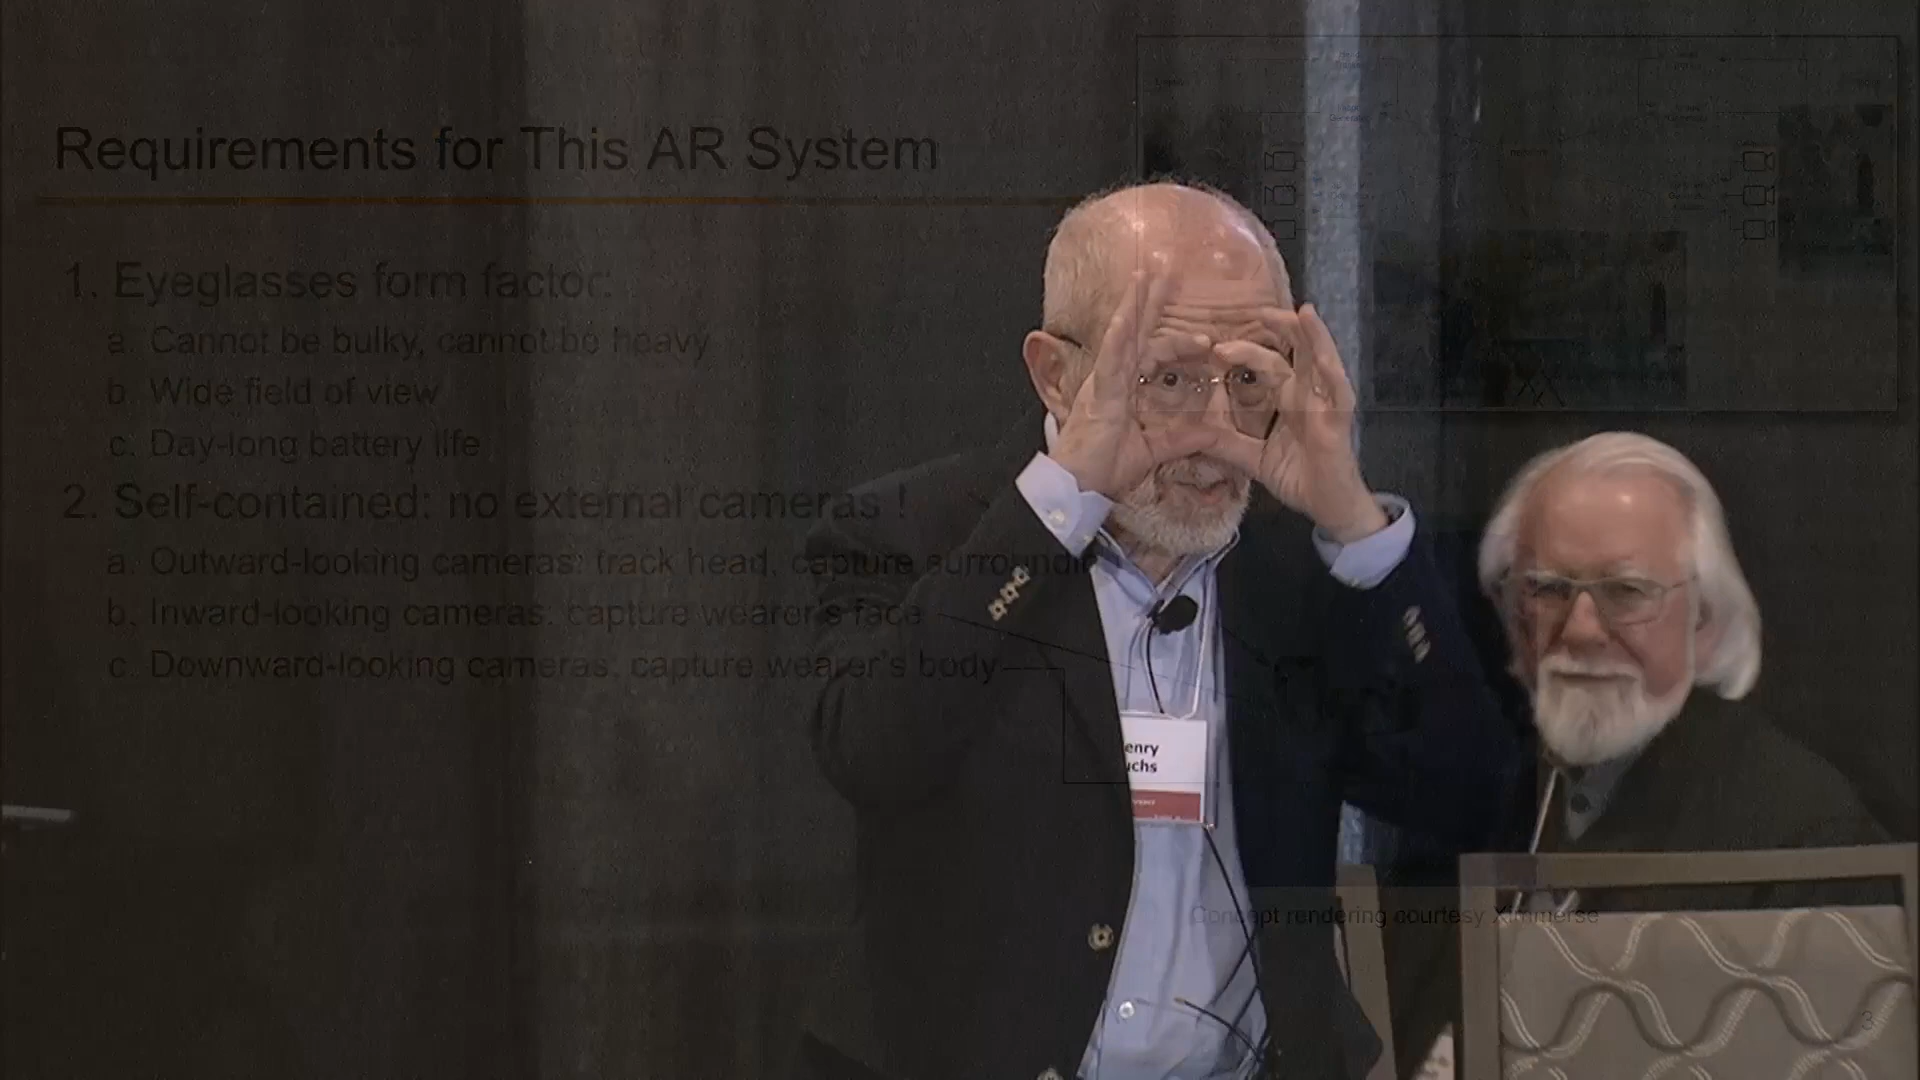 Requirements for This AR System
1. Eyeglasses form factor:
a. Cannot be bulky, cannot be heavy
b. Wide field of view
c. Day-long battery life
2. Self-contained: no external cameras !
a. Outward-looking cameras: track head, capture
b. Inward-looking cameras: capture wearer's face
c. Downward-looking cameras: capture wearer's body
enry
uchs
Concept rendering courtesy Ximmerse
3